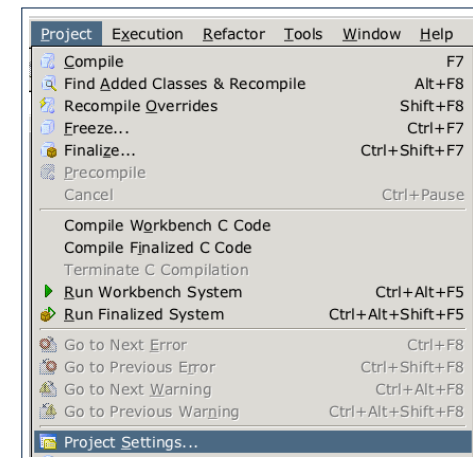 Project Execution Refactor Tools Window Help
Compile F7
Find Added Classes & Recompile Alt+F8
Recompile Overrides Shift+F8
Freeze... Ctrl+F7
Finalize... Ctrl+Shift+F7
Precompile
Cancel Ctrl+Pause
Compile Workbench C Code
Compile Finalized C Code
Terminate C Compilation
Run Workbench System Ctrl+Alt+F5
Run Finalized System Ctrl+Alt+Shift+F5
Go to Next Error Ctrl+F8
Go to Previous Error Ctrl+Shift+F8
Go to Next Warning Ctrl+Alt+F8
Go to Previous Warning Ctrl+Alt+Shift+F8
Project Settings...